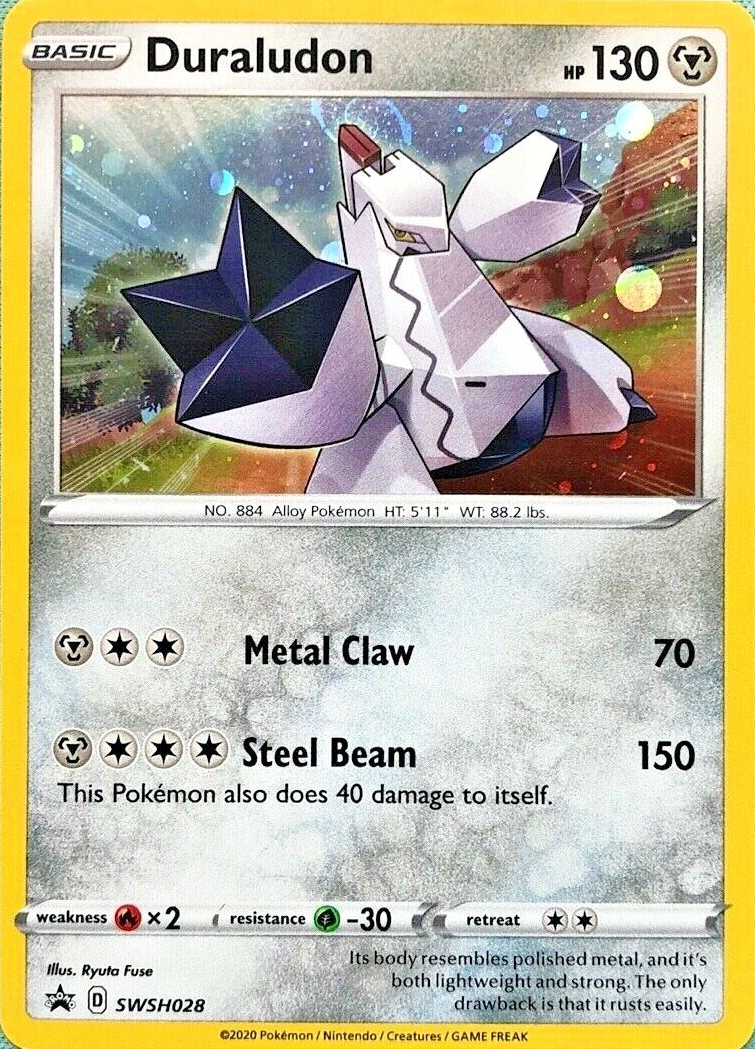 BASIC Duraludon HP 130
NO. 884 Alloy Pokémon HT: 5'11" WT: 88.2 lbs.
Metal Claw 70
Steel Beam 150
This Pokémon also does 40 damage to itself.
weakness ×2 resistance -30 retreat
Illus. Ryuta Fuse
D SWSH028
Its body resembles polished metal, and it's
both lightweight and strong. The only
drawback is that it rusts easily.
©2020 Pokémon / Nintendo / Creatures / GAME FREAK